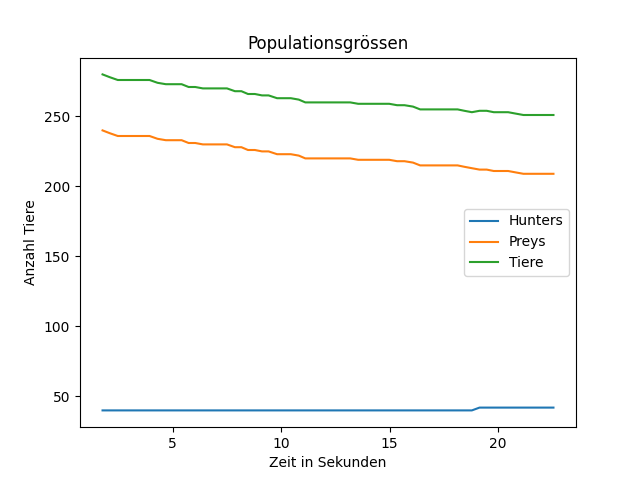 Populationsgrössen
Anzahl Tiere
250
200
150
100
50
Hunters
Preys
Tiere
5
10
15
20
Zeit in Sekunden